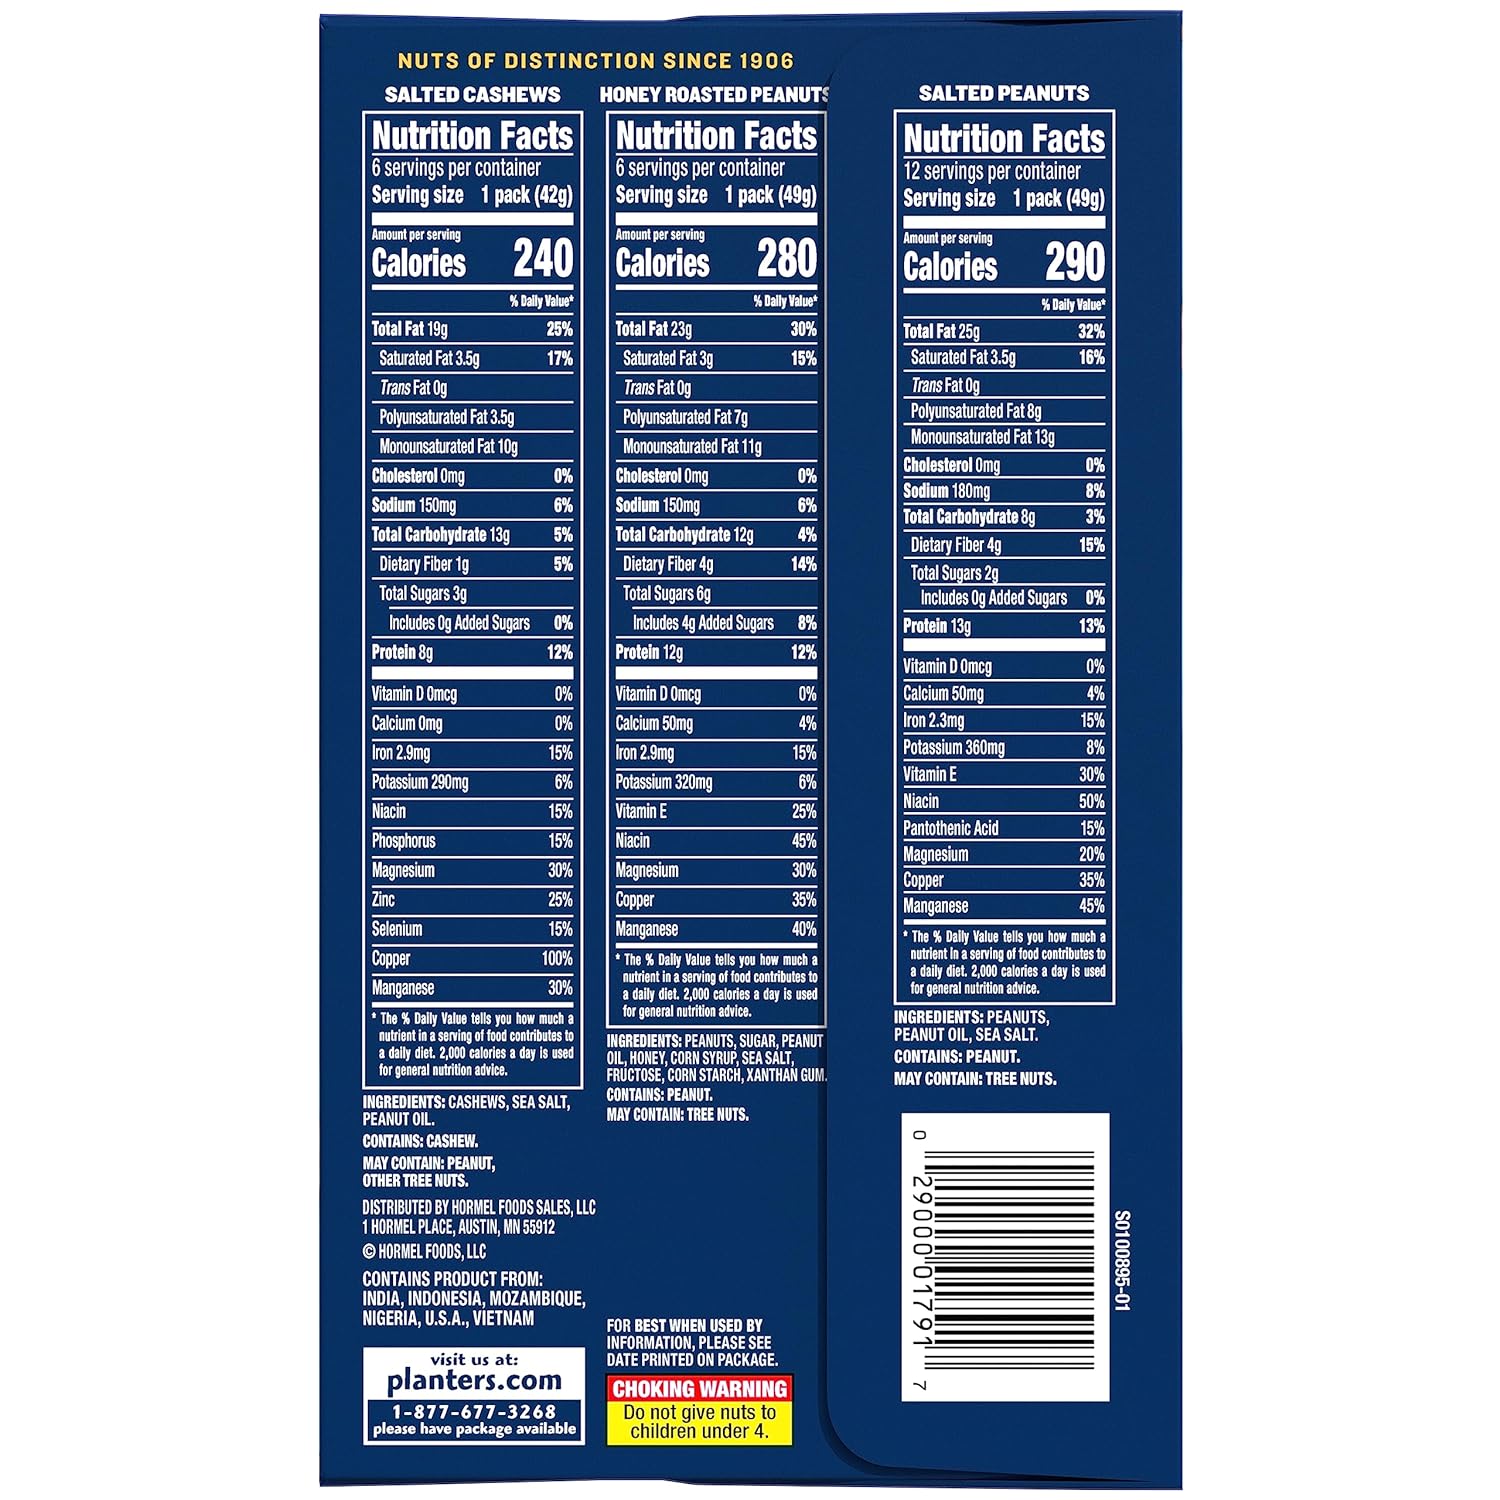 NUTS OF DISTINCTION SINCE 1906
SALTED CASHEWS
Nutrition Facts
6 servings per container
Serving size 1 pack (42g)
Amount per serving
Calories 240
% Daily Value*
Total Fat 19g 25%
Saturated Fat 3.5g 17%
Trans Fat 0g
Polyunsaturated Fat 3.5g
Monounsaturated Fat 10g
Cholesterol 0mg 0%
Sodium 150mg 6%
Total Carbohydrate 13g 5%
Dietary Fiber 1g 5%
Total Sugars 3g
Includes 0g Added Sugars 0%
Protein 8g 12%
Vitamin D 0mcg 0%
Calcium 0mg 0%
Iron 2.9mg 15%
Potassium 290mg 6%
Niacin 15%
Phosphorus 15%
Magnesium 30%
Zinc 25%
Selenium 15%
Copper 100%
Manganese 30%
* The % Daily Value tells you how much a
nutrient in a serving of food contributes to
a daily diet. 2,000 calories a day is used
for general nutrition advice.
INGREDIENTS: CASHEWS, SEA SALT,
PEANUT OIL.
CONTAINS: CASHEW.
MAY CONTAIN: PEANUT,
OTHER TREE NUTS.
DISTRIBUTED BY HORMEL FOODS SALES, LLC
1 HORMEL PLACE, AUSTIN, MN 55912
© HORMEL FOODS, LLC
CONTAINS PRODUCT FROM:
INDIA, INDONESIA, MOZAMBIQUE,
NIGERIA, U.S.A., VIETNAM
visit us at:
planters.com
1-877-677-3268
please have package available
HONEY ROASTED PEANUTS
Nutrition Facts
6 servings per container
Serving size 1 pack (49g)
Amount per serving
Calories 280
% Daily Value*
Total Fat 23g 30%
Saturated Fat 3g 15%
Trans Fat 0g
Polyunsaturated Fat 7g
Monounsaturated Fat 11g
Cholesterol 0mg 0%
Sodium 150mg 6%
Total Carbohydrate 12g 4%
Dietary Fiber 4g 14%
Total Sugars 6g
Includes 4g Added Sugars 8%
Protein 12g 12%
Vitamin D 0mcg 0%
Calcium 50mg 4%
Iron 2.9mg 15%
Potassium 320mg 6%
Vitamin E 25%
Niacin 45%
Magnesium 30%
Copper 35%
Manganese 40%
* The % Daily Value tells you how much a
nutrient in a serving of food contributes to
a daily diet. 2,000 calories a day is used
for general nutrition advice.
INGREDIENTS: PEANUTS, SUGAR, PEANUT
OIL, HONEY, CORN SYRUP, SEA SALT,
FRUCTOSE, CORN STARCH, XANTHAN GUM.
CONTAINS: PEANUT.
MAY CONTAIN: TREE NUTS.
FOR BEST WHEN USED BY
INFORMATION, PLEASE SEE
DATE PRINTED ON PACKAGE.
CHOKING WARNING
Do not give nuts to
children under 4.
SALTED PEANUTS
Nutrition Facts
12 servings per container
Serving size 1 pack (49g)
Amount per serving
Calories 290
% Daily Value*
Total Fat 25g 32%
Saturated Fat 3.5g 16%
Trans Fat 0g
Polyunsaturated Fat 8g
Monounsaturated Fat 13g
Cholesterol 0mg 0%
Sodium 180mg 8%
Total Carbohydrate 8g 3%
Dietary Fiber 4g 15%
Total Sugars 2g
Includes 0g Added Sugars 0%
Protein 13g 13%
Vitamin D 0mcg 0%
Calcium 50mg 4%
Iron 2.3mg 15%
Potassium 360mg 8%
Vitamin E 30%
Niacin 50%
Pantothenic Acid 15%
Magnesium 20%
Copper 35%
Manganese 45%
* The % Daily Value tells you how much a
nutrient in a serving of food contributes to
a daily diet. 2,000 calories a day is used
for general nutrition advice.
INGREDIENTS: PEANUTS,
PEANUT OIL, SEA SALT.
CONTAINS: PEANUT.
MAY CONTAIN: TREE NUTS.
0 29000 01791 7
S0100895-01